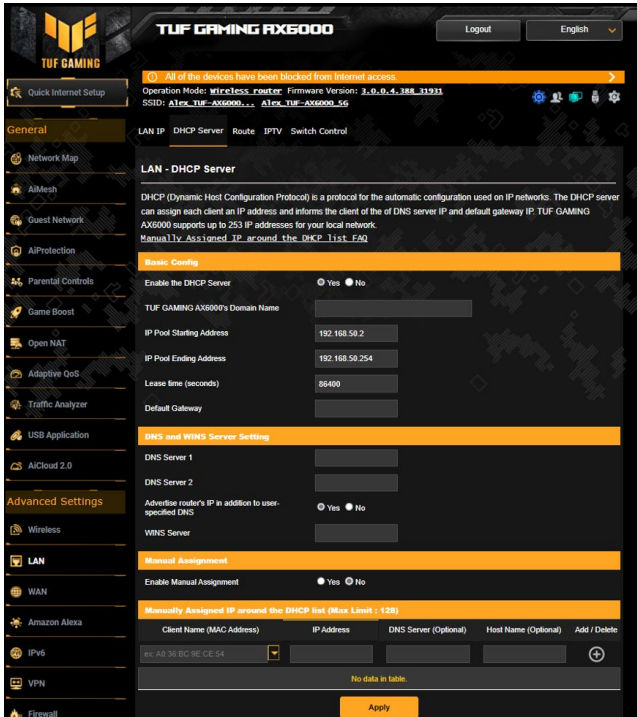 TUF GAMING
TUF GAMING AX6000
Logout
English
All of the devices have been blocked from Internet access.
Quick Internet Setup
Operation Mode: Wireless router Firmware Version: 3.0.0.4.388_31931
SSID: Alex_TUF-AX6000... Alex_TUF-AX6000_5G
General
Network Map
AiMesh
Guest Network
AiProtection
Parental Controls
Game Boost
Open NAT
Adaptive QoS
Traffic Analyzer
USB Application
AiCloud 2.0
Advanced Settings
Wireless
LAN
WAN
Amazon Alexa
IPv6
VPN
Firewall
LAN IP DHCP Server Route IPTV Switch Control
LAN - DHCP Server
DHCP (Dynamic Host Configuration Protocol) is a protocol for the automatic configuration used on IP networks. The DHCP server
can assign each client an IP address and informs the client of the of DNS server IP and default gateway IP. TUF GAMING
AX6000 supports up to 253 IP addresses for your local network.
Manually Assigned IP around the DHCP list FAQ
Basic Config
Enable the DHCP Server Yes No
TUF GAMING AX6000's Domain Name
IP Pool Starting Address 192.168.50.2
IP Pool Ending Address 192.168.50.254
Lease time (seconds) 86400
Default Gateway
DNS and WINS Server Setting
DNS Server 1
DNS Server 2
Advertise router's IP in addition to user-
specified DNS Yes No
WINS Server
Manual Assignment
Enable Manual Assignment Yes No
Manually Assigned IP around the DHCP list (Max Limit : 128)
Client Name (MAC Address) IP Address DNS Server (Optional) Host Name (Optional) Add / Delete
ex: A0:36:BC:9E:CE:54
No data in table.
Apply